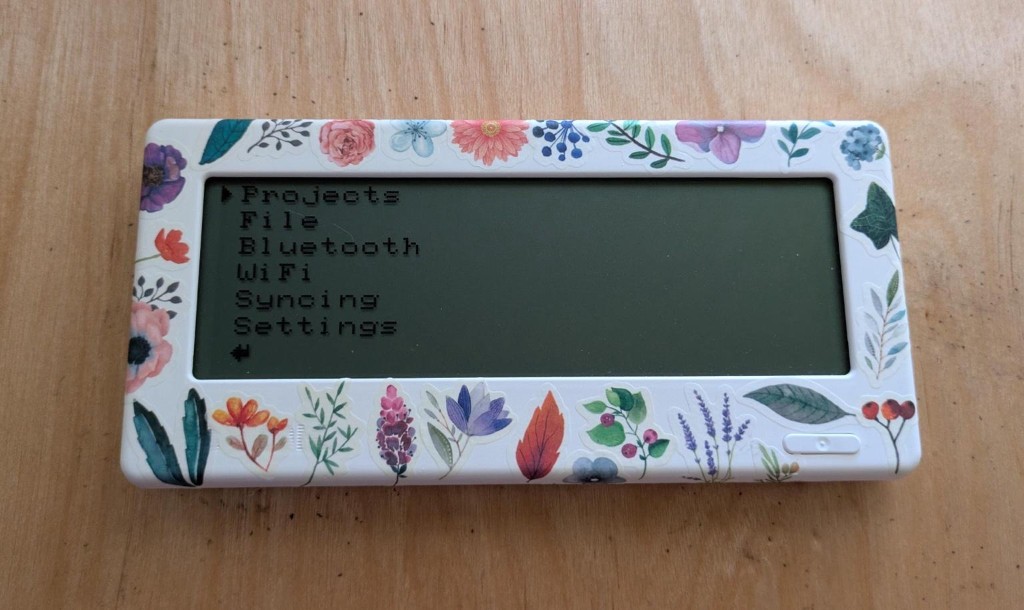 Projects
File
Bluetooth
WiFi
Syncing
Settings